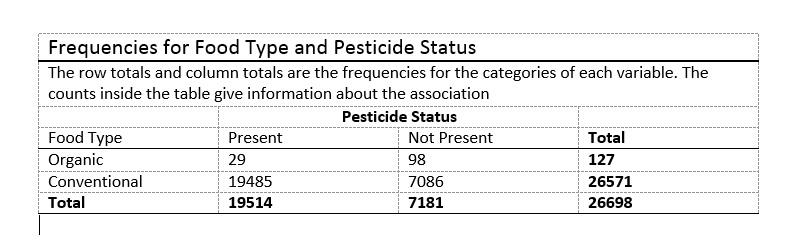 Frequencies for Food Type and Pesticide Status
The row totals and column totals are the frequencies for the categories of each variable. The
counts inside the table give information about the association
Pesticide Status
Food Type Present Not Present Total
Organic 29 98 127
Conventional 19485 7086 26571
Total 19514 7181 26698